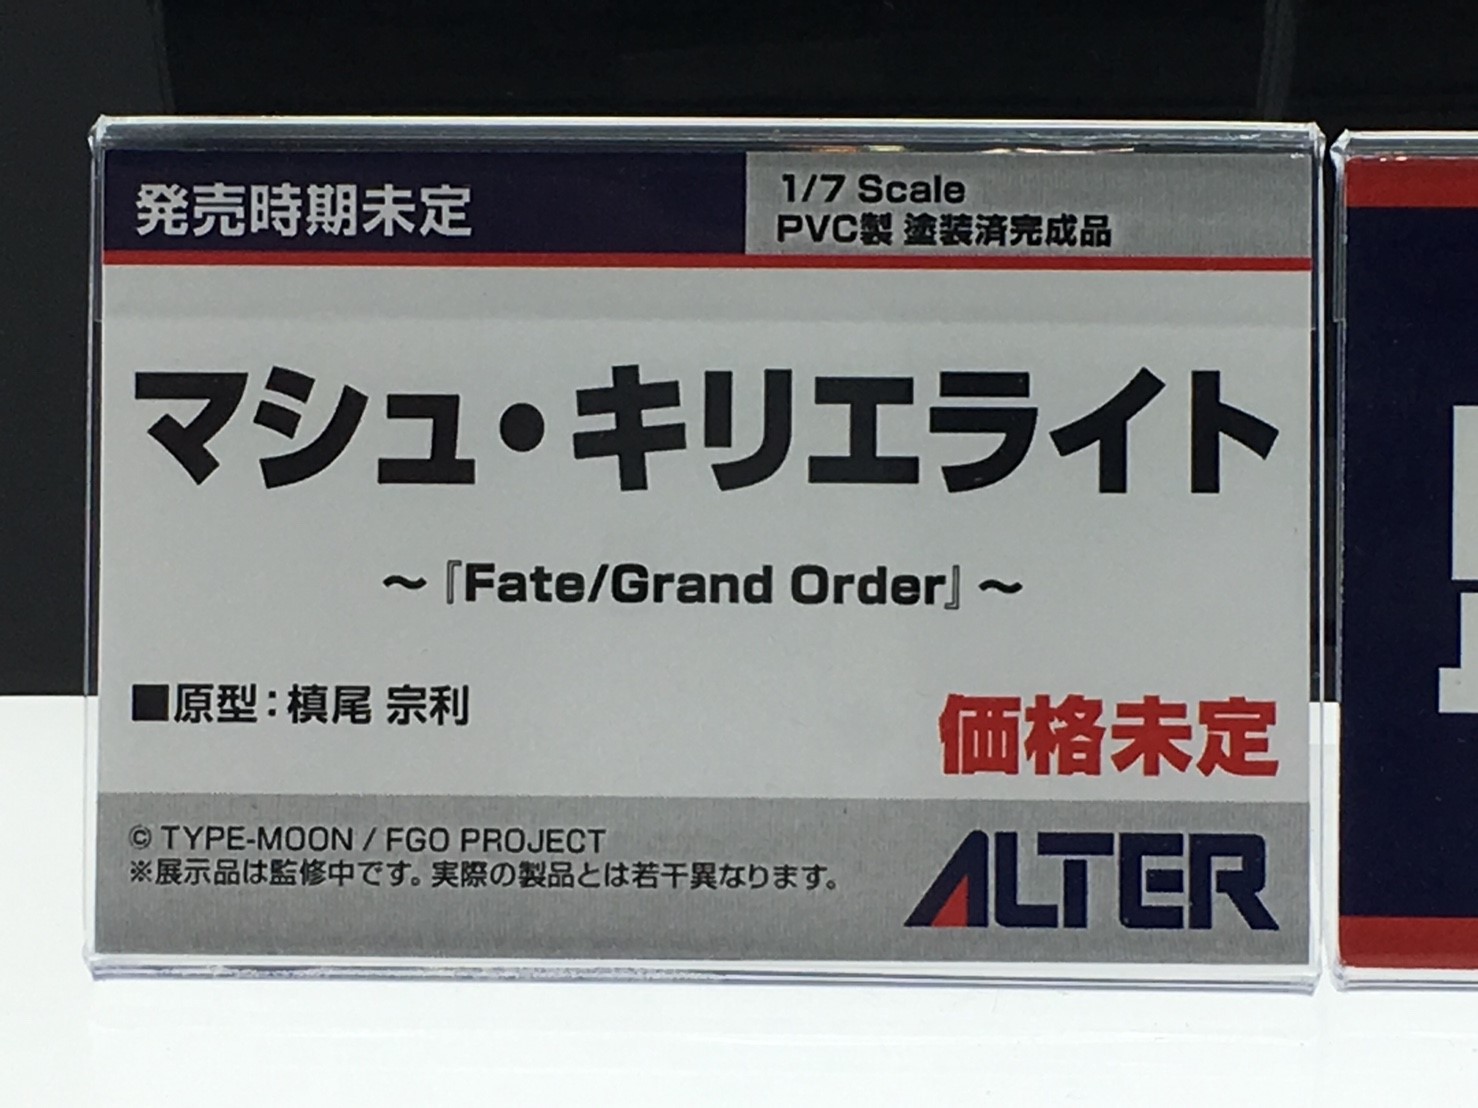 発売時期未定
1/7 Scale
PVC製 塗装済完成品
マシュ・キリエライト
～『Fate/Grand Order』～
■原型：槙尾 宗利
価格未定
© TYPE-MOON / FGO PROJECT
※展示品は監修中です。実際の製品とは若干異なります。
ALTER